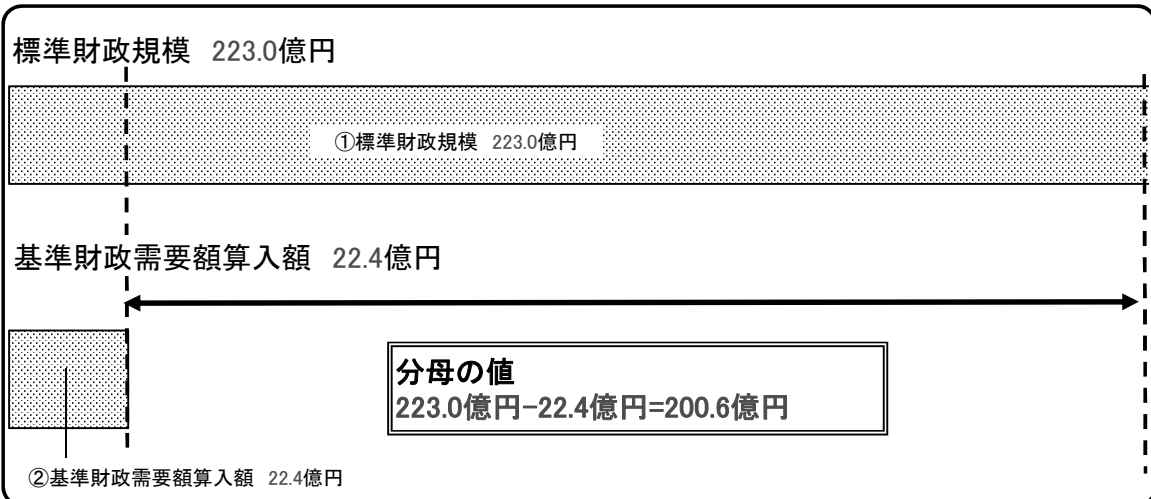 標準財政規模 223.0億円
①標準財政規模 223.0億円
基準財政需要額算入額 22.4億円
分母の値
223.0億円-22.4億円=200.6億円
②基準財政需要額算入額 22.4億円